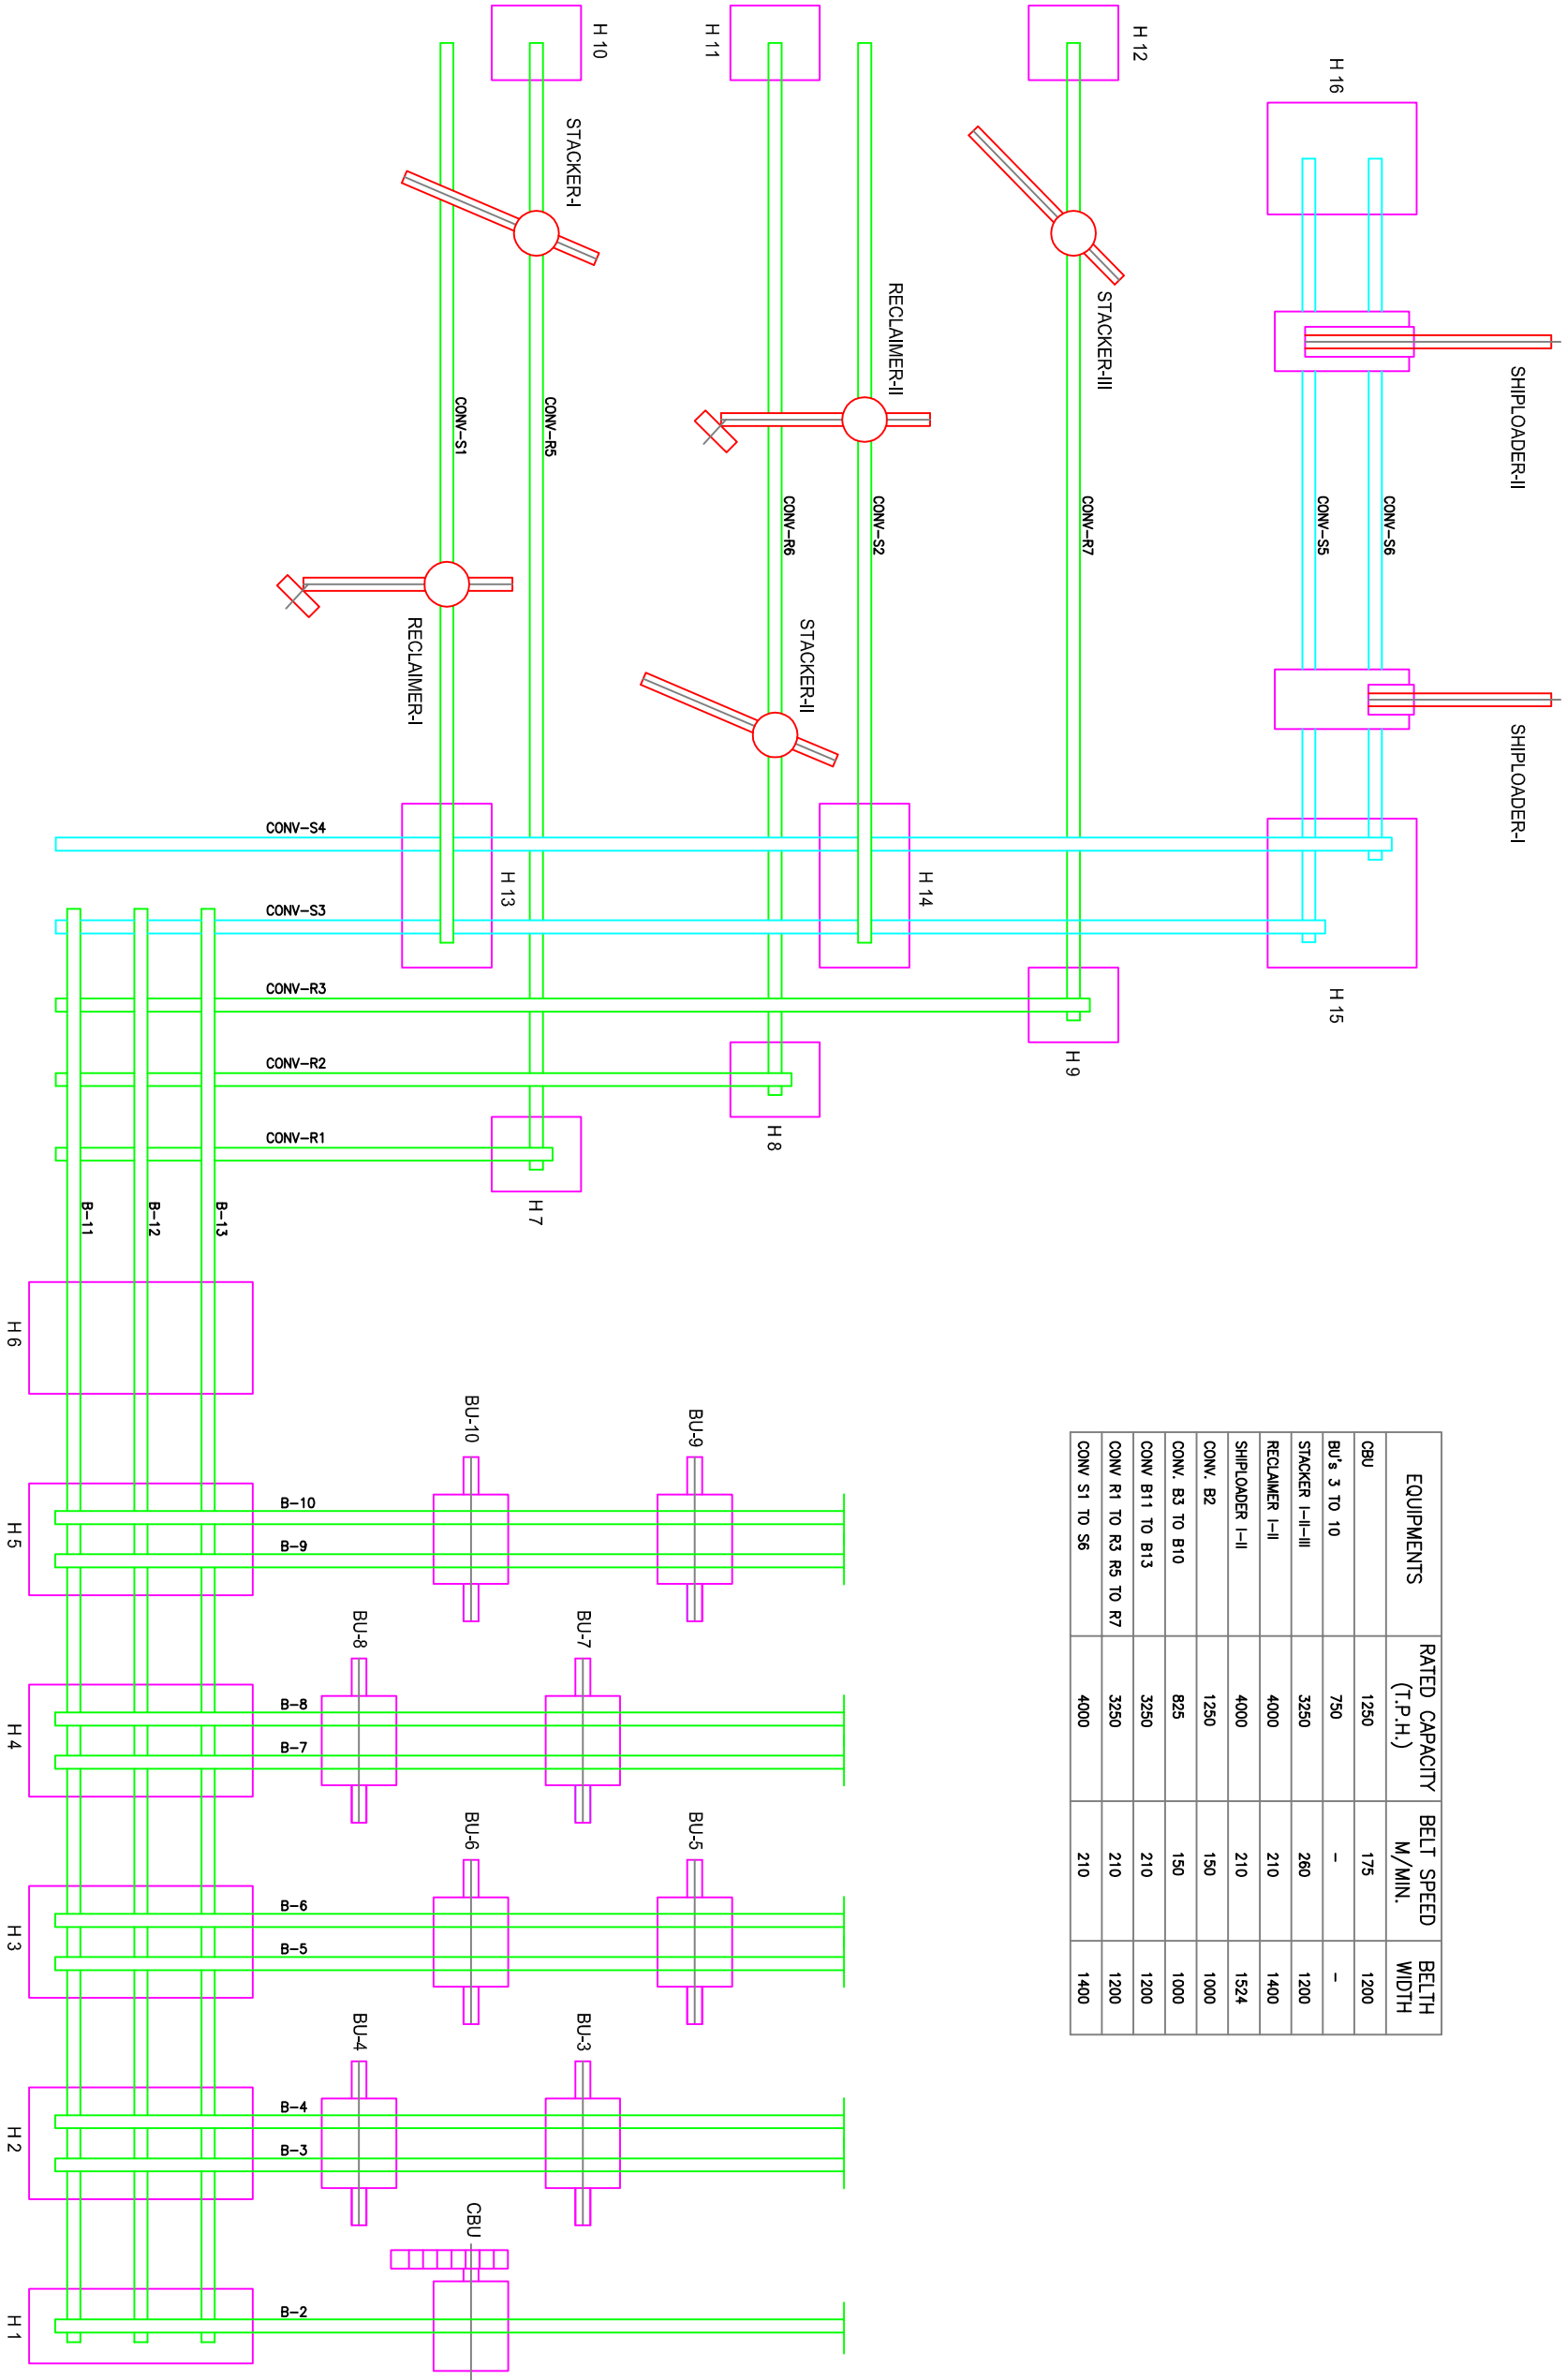 H 10
H 11
H 12
H 16
STACKER-I
STACKER-III
RECLAIMER-II
SHIPLOADER-II
CONV-S1
CONV-R5
CONV-R6
CONV-S2
CONV-R7
CONV-S5
CONV-S6
RECLAIMER-I
STACKER-II
SHIPLOADER-I
CONV-S4
H 13
H 14
CONV-S3
CONV-R3
H 15
CONV-R2
H 9
CONV-R1
H 8
H 7
B-11
B-12
B-13
H 6
EQUIPMENTS RATED CAPACITY (T.P.H.) BELT SPEED M/MIN. BELTH WIDTH
CBU 1250 175 1200
BU's 3 TO 10 750 - -
STACKER I-II-III 3250 260 1200
RECLAIMER I-II 4000 210 1400
SHIPLOADER I-II 4000 210 1524
CONV. B2 1250 150 1000
CONV. B3 TO B10 825 150 1000
CONV B11 TO B13 3250 210 1200
CONV R1 TO R3 R5 TO R7 3250 210 1200
CONV S1 TO S6 4000 210 1400
BU-10
BU-9
B-10
B-9
H 5
BU-8
BU-7
B-8
B-7
H 4
BU-6
BU-5
B-6
B-5
H 3
BU-4
BU-3
B-4
B-3
H 2
CBU
B-2
H 1